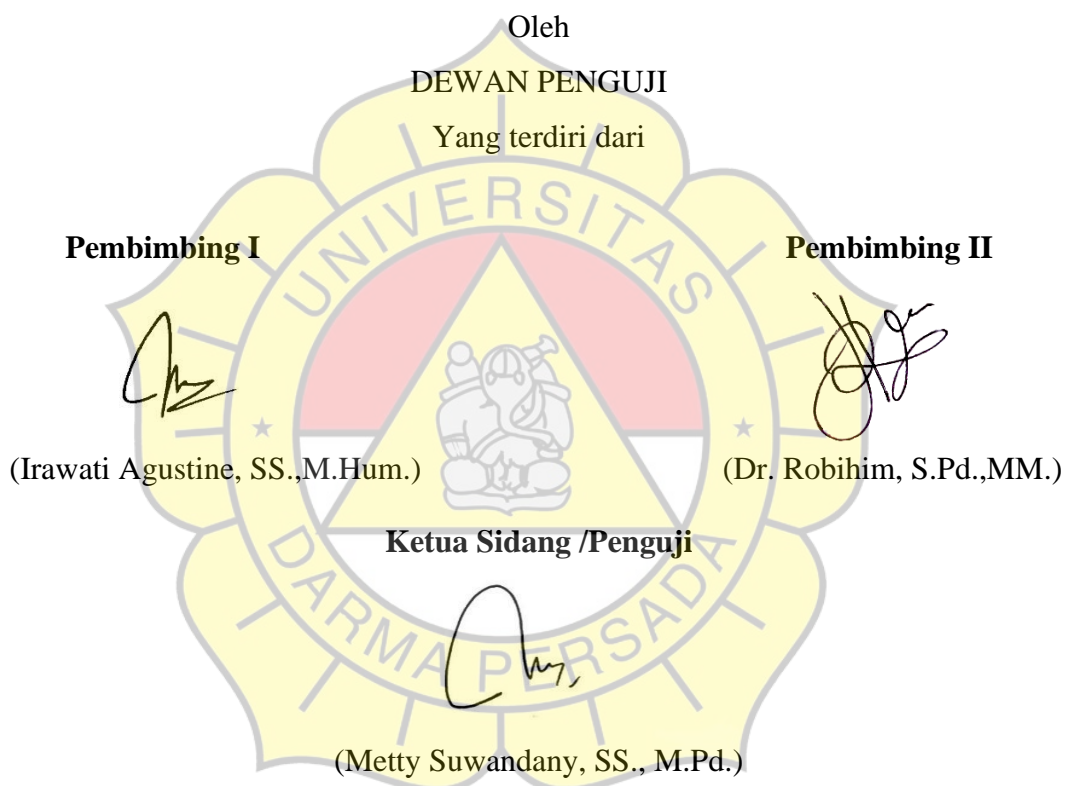 Oleh
DEWAN PENGUJI
Yang terdiri dari
UNIVERSITAS
Pembimbing I Pembimbing II
(Irawati Agustine, SS.,M.Hum.) (Dr. Robihim, S.Pd.,MM.)
Ketua Sidang /Penguji
DARMA PERSADA
(Metty Suwandany, SS., M.Pd.)